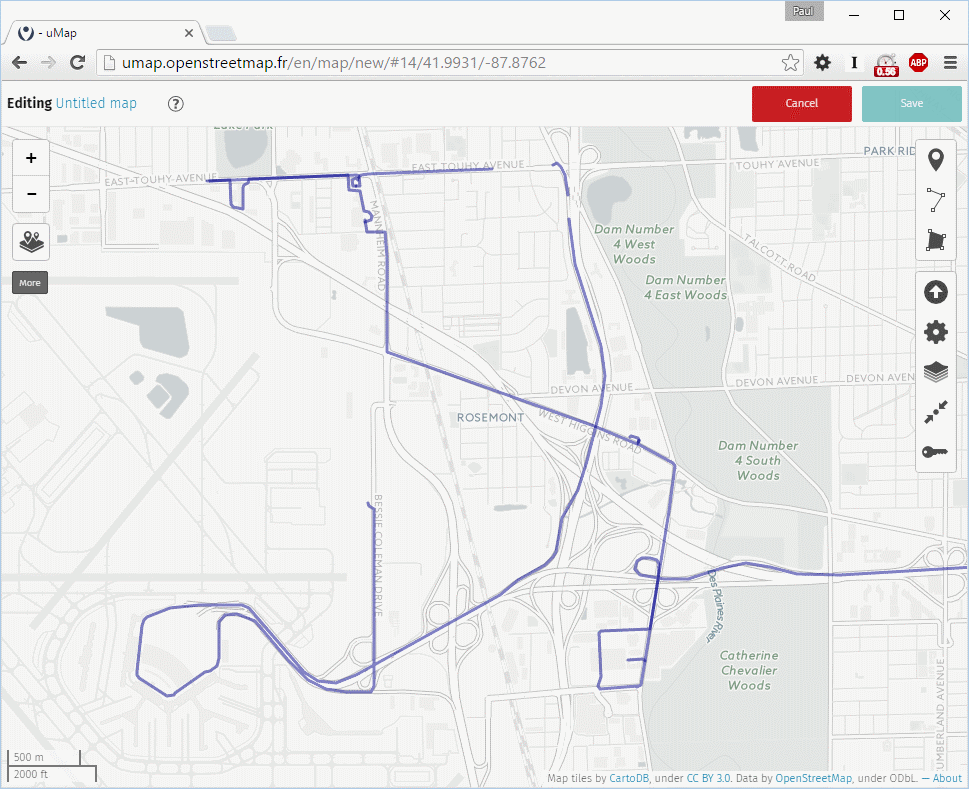 Paul
- uMap
umap.openstreetmap.fr/en/map/new/#14/41.9931/-87.8762
I
0.56
ABP
Editing Untitled map
?
Cancel
Save
Lake Park
+
−
More
EAST TOUHY AVENUE
EAST TOUHY AVENUE
TOUHY AVENUE
PARK RID
MANNHEIM ROAD
Dam Number
4 West
Woods
TALCOTT ROAD
Dam Number
4 East Woods
DEVON AVENUE
DEVON AVENUE
DEVON AVEN
ROSEMONT
WEST HIGGINS ROAD
Dam Number
4 South
Woods
BESSIE COLEMAN DRIVE
Des Plaines River
Catherine
Chevalier
Woods
UMBERLAND AVENUE
500 m
2000 ft
Map tiles by CartoDB, under CC BY 3.0. Data by OpenStreetMap, under ODbL. — About